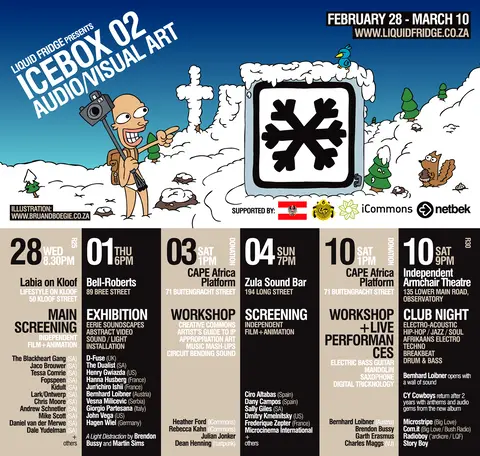 LIQUID FRIDGE PRESENTS
ICEBOX 02
AUDIO/VISUAL ART
FEBRUARY 28 - MARCH 10
WWW.LIQUIDFRIDGE.CO.ZA
ILLUSTRATION:
WWW.BRUANDBOEGIE.CO.ZA
SUPPORTED BY:
iCommons
netbek
28 WED
8.30PM
R25
Labia on Kloof
LIFESTYLE ON KLOOF
50 KLOOF STREET
MAIN
SCREENING
INDEPENDENT
FILM+ANIMATION
The Blackheart Gang (SA)
Jaco Brouwer (SA)
Tessa Comrie (SA)
Fopspeen (SA)
Kidult (SA)
Lark/Ontwerp (SA)
Chris Moore (SA)
Andrew Schnetler (SA)
Mike Scott (SA)
Daniel van der Merwe (SA)
Dale Yudelman (SA)
+
others
01 THU
6PM
Bell-Roberts
89 BREE STREET
EXHIBITION
EERIE SOUNDSCAPES
ABSTRACT VIDEO
SOUND / LIGHT
INSTALLATION
D-Fuse (UK)
The Dualist (SA)
Henry Gwiazda (US)
Hanna Husberg (France)
Jun'ichiro Ishii (France)
Bernhard Loibner (Austria)
Vesna Milicevic (Serbia)
Giorgio Partesana (Italy)
John Vega (US)
Hagen Wiel (Germany)
A Light Distraction by Brendon
Bussy and Martin Sims
03 SAT
1PM
DONATION
CAPE Africa
Platform
71 BUITENGRACHT STREET
WORKSHOP
CREATIVE COMMONS
ARTIST'S GUIDE TO IP
APPROPRIATION ART
MUSIC MASH-UPS
CIRCUIT BENDING SOUND
Heather Ford (iCommons)
Rebecca Kahn (iCommons)
Julian Jonker
Dean Henning
+
others
04 SUN
7PM
Zula Sound Bar
194 LONG STREET
SCREENING
INDEPENDENT
FILM+ANIMATION
Ciro Altabas (Spain)
Dany Campos (Spain)
Sally Giles (SA)
Dmitry Kmelnitsky (US)
Frederique Zepter (France)
Microcinema International
+
others
10 SAT
1PM
DONATION
CAPE Africa
Platform
71 BUITENGRACHT STREET
WORKSHOP
+LIVE
PERFORMAN
CES
ELECTRIC BASS GUITAR
MANDOLIN
SAXOPHONE
DIGITAL TNCKNOLOGY
Bernhard Loibner (Austria)
Brendon Bussy
Garth Erasmus
Charles Maggs
10 SAT
9PM
R30
Independent
Armchair Theatre
135 LOWER MAIN ROAD,
OBSERVATORY
CLUB NIGHT
ELECTRO-ACOUSTIC
HIP-HOP / JAZZ / SOUL
AFRIKAANS ELECTRO
TECHNO
BREAKBEAT
DRUM & BASS
Bernhard Loibner opens with
a wall of sound
CY Cowboys return after 2
years with anthems and audio
gems from the new album
Microstripe (Big Love)
Com.it (Big Love / Bad Magic)
Radioboy ('ardkore / LQF)
Story Boy